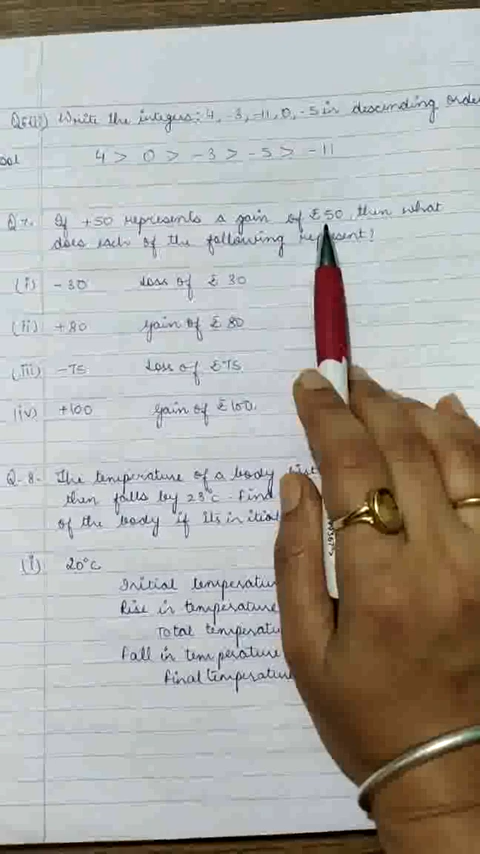 Q6(ii) Write the integers: 4, -3, -11, 0, -5 in descending order
sol 4 > 0 > -3 > -5 > -11
Q7. If +50 represents a gain of £50, then what
does each of the following represent?
(i) -30 loss of £ 30
(ii) +80 gain of £ 80
(iii) -75 loss of £75
(iv) +100 gain of £100.
Q-8- The temperature of a body
then falls by 23°C. Find
of the body if its initial
(i) 20°C
Initial temperatu
Rise in temperature
Total temperatu
Fall in temperature
Final temperature